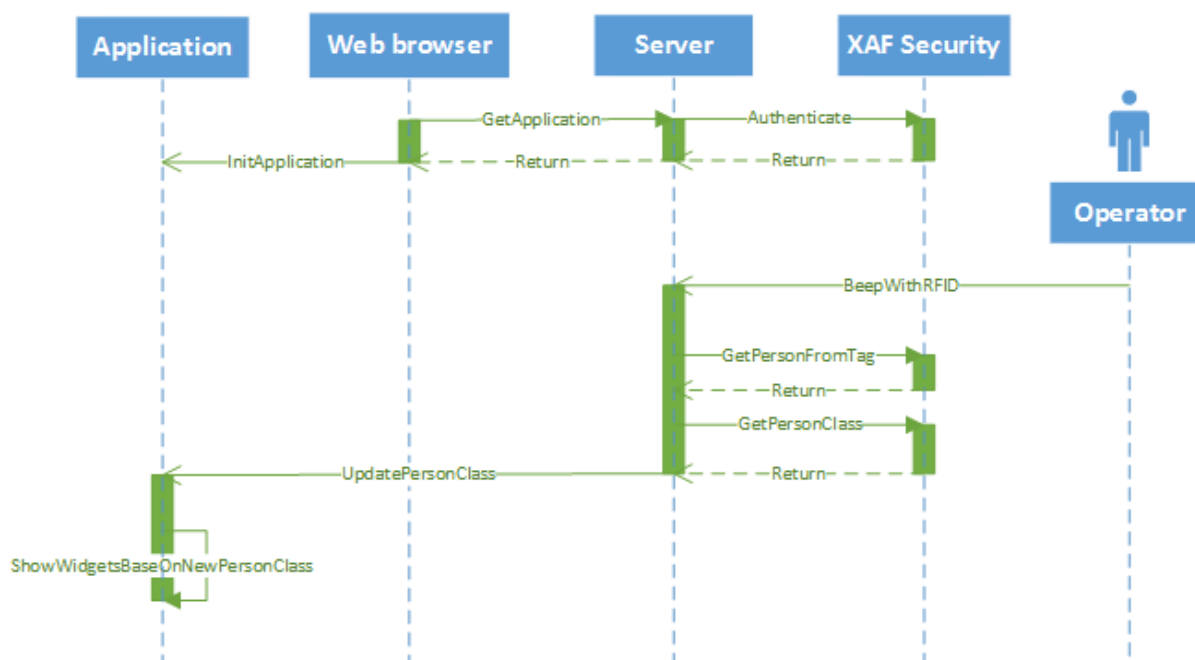 Application
Web browser
Server
XAF Security
GetApplication
Authenticate
InitApplication
Return
Return
Operator
BeepWithRFID
GetPersonFromTag
Return
GetPersonClass
UpdatePersonClass
Return
ShowWidgetsBaseOnNewPersonClass